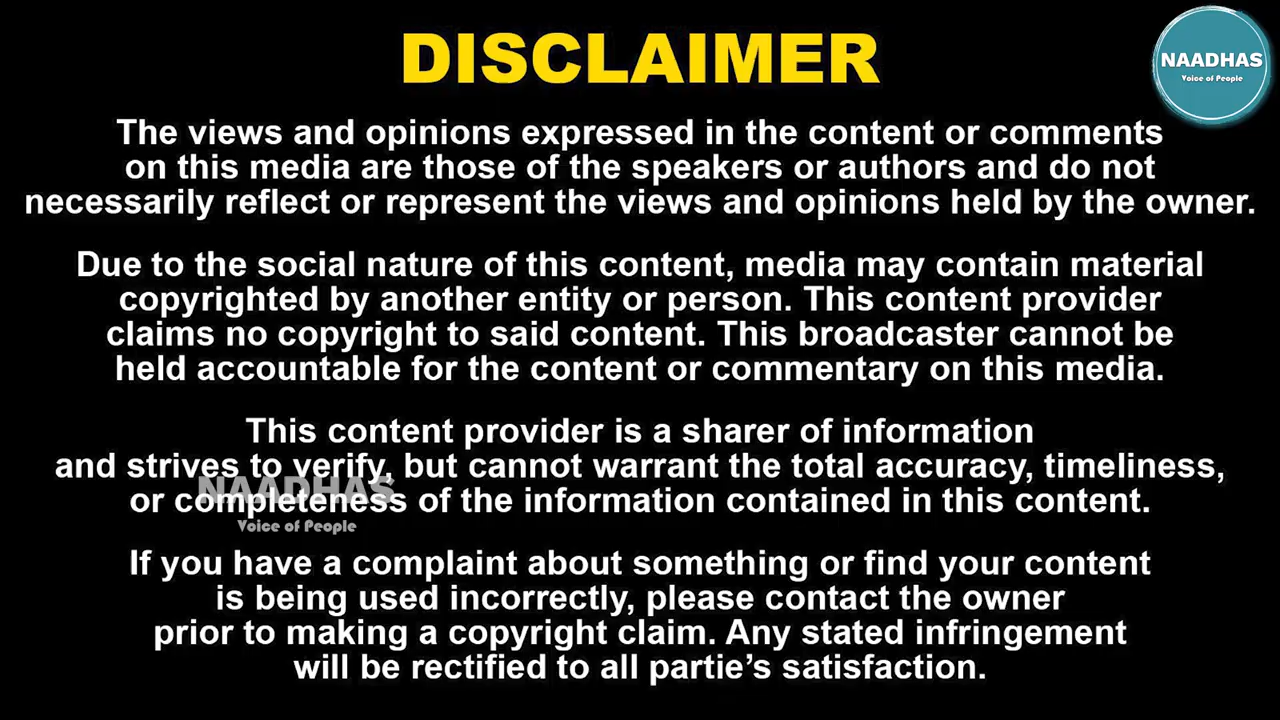 DISCLAIMER
NAADHAS
Voice of People
The views and opinions expressed in the content or comments
on this media are those of the speakers or authors and do not
necessarily reflect or represent the views and opinions held by the owner.
Due to the social nature of this content, media may contain material
copyrighted by another entity or person. This content provider
claims no copyright to said content. This broadcaster cannot be
held accountable for the content or commentary on this media.
This content provider is a sharer of information
and strives to verify, but cannot warrant the total accuracy, timeliness,
or completeness of the information contained in this content.
NAADHAS
Voice of People
If you have a complaint about something or find your content
is being used incorrectly, please contact the owner
prior to making a copyright claim. Any stated infringement
will be rectified to all partie’s satisfaction.